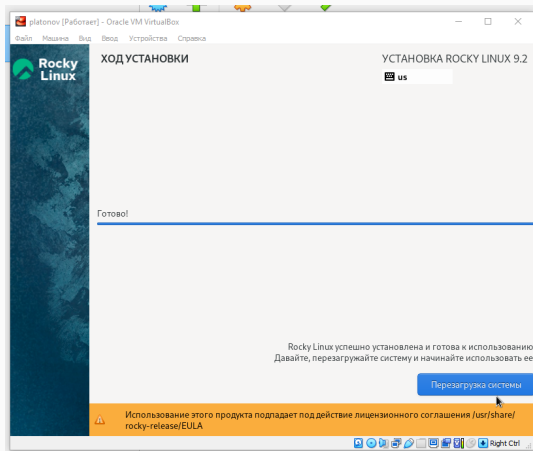 platonov [Работает] - Oracle VM VirtualBox
Файл Машина Вид Ввод Устройства Справка
Rocky
Linux
ХОД УСТАНОВКИ
УСТАНОВКА ROCKY LINUX 9.2
us
Готово!
Rocky Linux успешно установлена и готова к использованию
Давайте, перезагружайте систему и начинайте использовать ее
Перезагрузка системы
Использование этого продукта подпадает под действие лицензионного соглашения /usr/share/
rocky-release/EULA
Right Ctrl